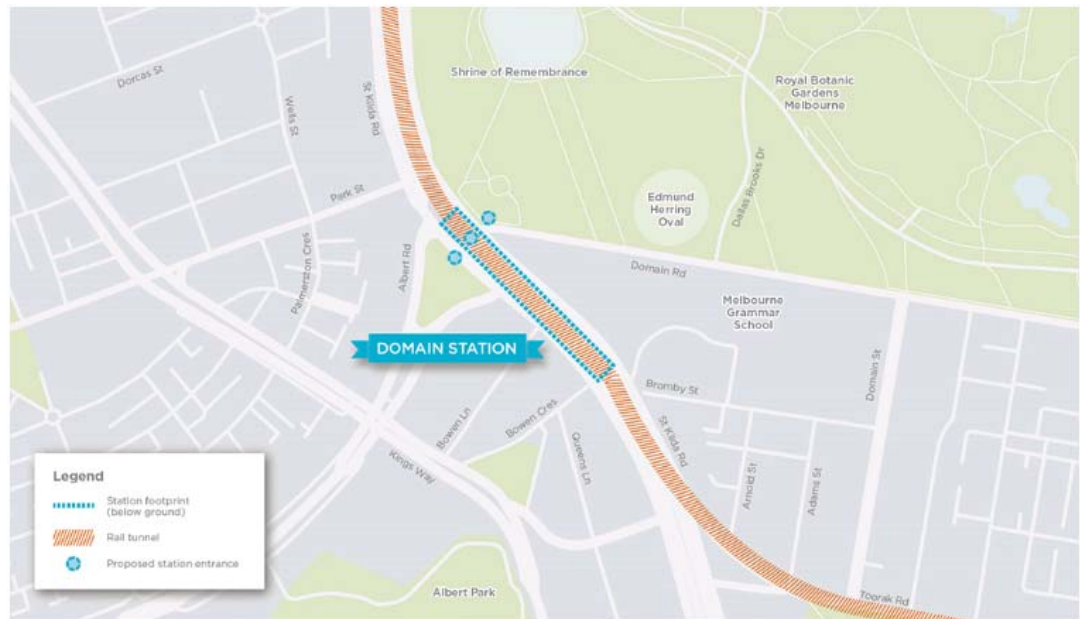 Dorcas St
Wells St
St Kilda Rd
Shrine of Remembrance
Royal Botanic
Gardens
Melbourne
Park St
Edmund
Herring
Oval
Dallas Brooks Dr
Palmerston Cres
Albert Rd
Domain Rd
Melbourne
Grammar
School
DOMAIN STATION
Domain St
Bromby St
Bowen Ln
Bowen Cres
Queens Ln
St Kilda Rd
Kings Way
Arnold St
Adams St
Legend
Station footprint
(below ground)
Rail tunnel
Proposed station entrance
Albert Park
Toorak Rd